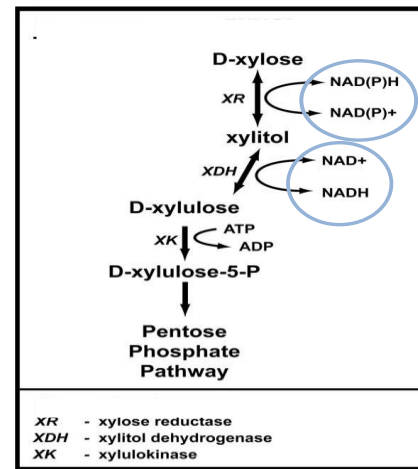 D-xylose
NAD(P)H
XR
NAD(P)+
xylitol
NAD+
XDH
NADH
D-xylulose
ATP
XK
ADP
D-xylulose-5-P
Pentose
Phosphate
Pathway
XR - xylose reductase
XDH - xylitol dehydrogenase
XK - xylulokinase